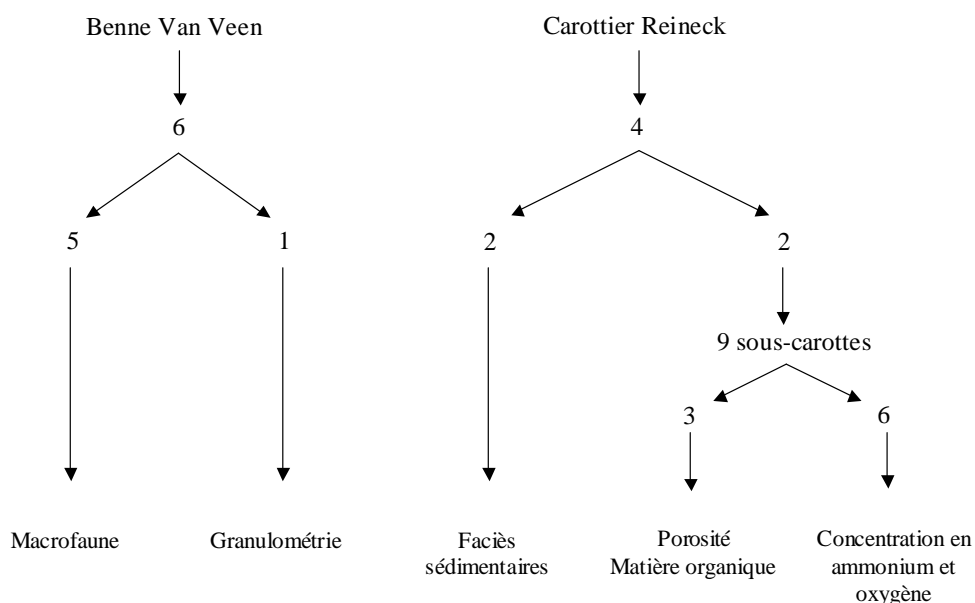 Benne Van Veen
Carottier Reineck
6
4
5
1
2
2
9 sous-carottes
3
6
Macrofaune
Granulométrie
Faciès
sédimentaires
Porosité
Matière organique
Concentration en
ammonium et
oxygène